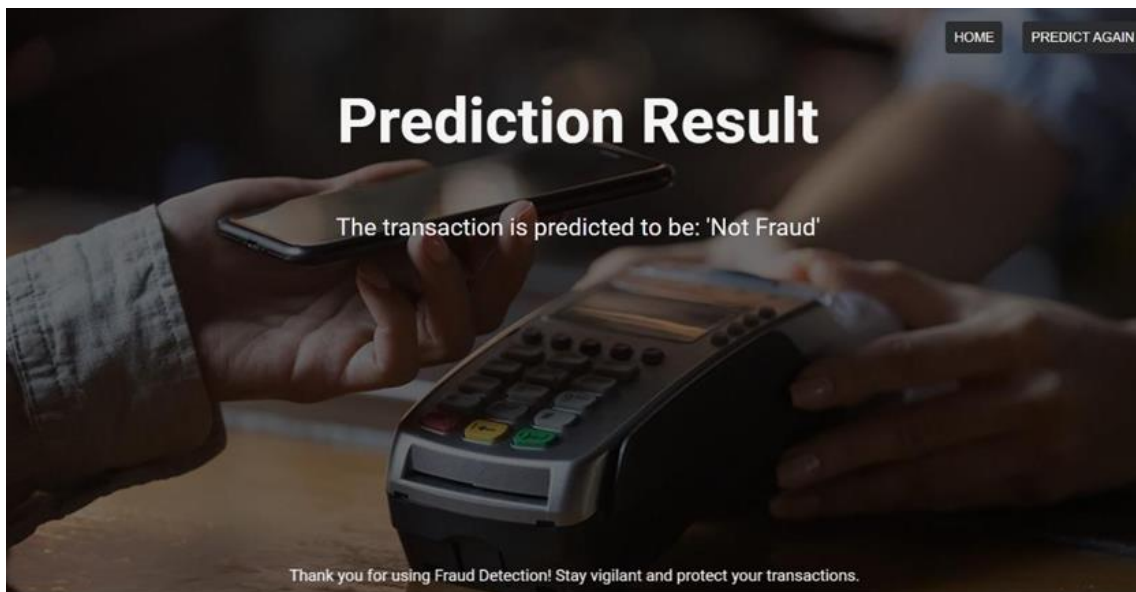 HOME
PREDICT AGAIN
Prediction Result
The transaction is predicted to be: 'Not Fraud'
Thank you for using Fraud Detection! Stay vigilant and protect your transactions.